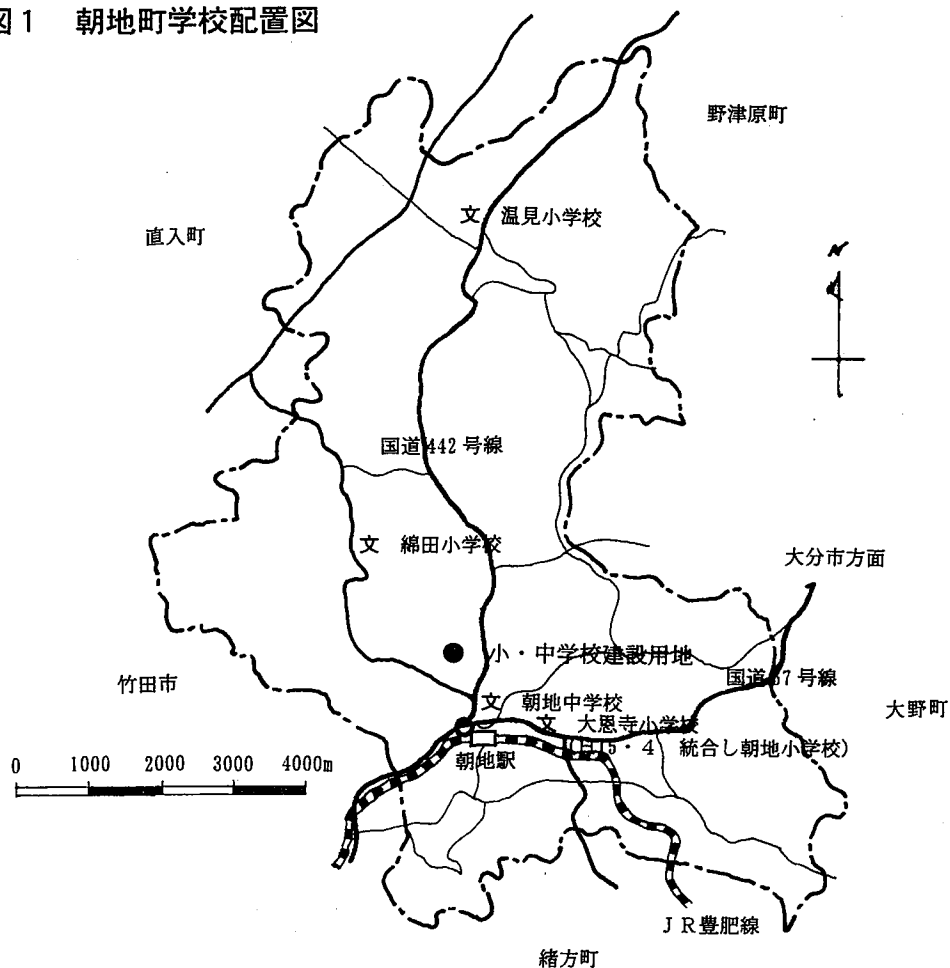 図1 朝地町学校配置図
野津原町
直入町
文 温見小学校
N
国道442号線
文 綿田小学校
大分市方面
小・中学校建設用地
国道57号線
竹田市
文 朝地中学校
大野町
文 大恩寺小学校
5・4 統合し朝地小学校)
朝地駅
0 1000 2000 3000 4000m
JR豊肥線
緒方町